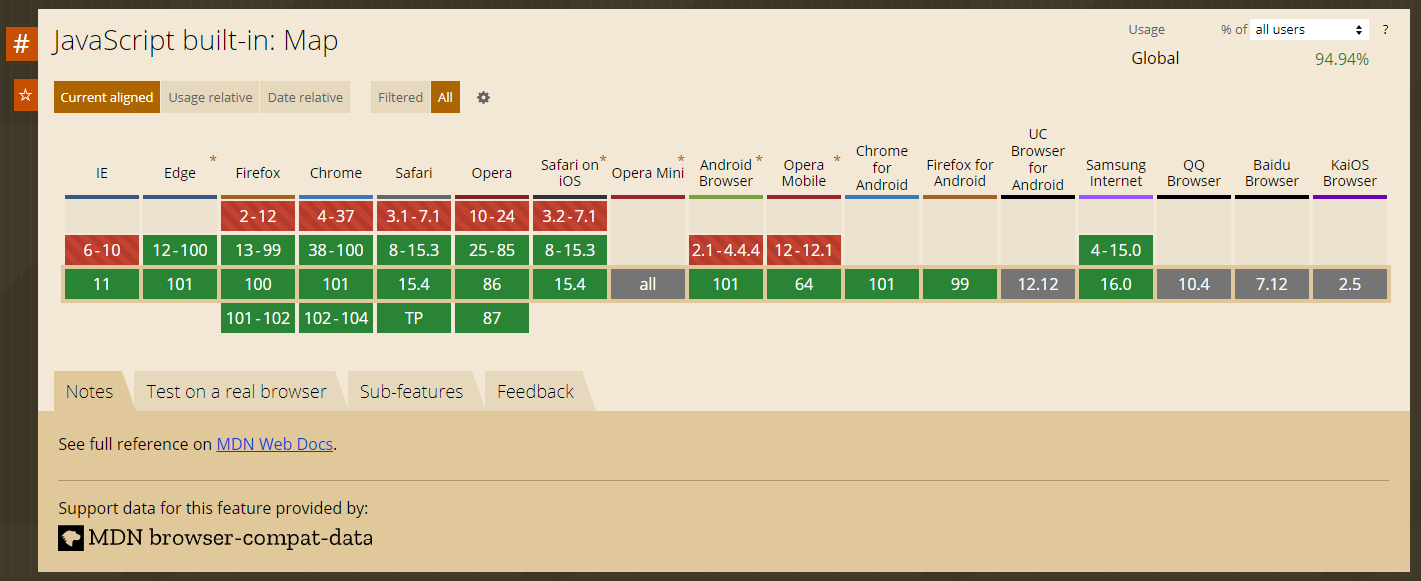 #
☆
JavaScript built-in: Map
Usage % of all users ?
Global 94.94%
Current aligned Usage relative Date relative Filtered All
IE Edge * Firefox Chrome Safari Opera Safari on iOS * Opera Mini * Android Browser * Opera Mobile * Chrome for Android Firefox for Android UC Browser for Android Samsung Internet QQ Browser Baidu Browser KaiOS Browser
2-12 4-37 3.1-7.1 10-24 3.2-7.1
6-10 12-100 13-99 38-100 8-15.3 25-85 8-15.3 2.1-4.4.4 12-12.1 4-15.0
11 101 100 101 15.4 86 15.4 all 101 64 101 99 12.12 16.0 10.4 7.12 2.5
101-102 102-104 TP 87
Notes Test on a real browser Sub-features Feedback
See full reference on MDN Web Docs.
Support data for this feature provided by:
MDN browser-compat-data